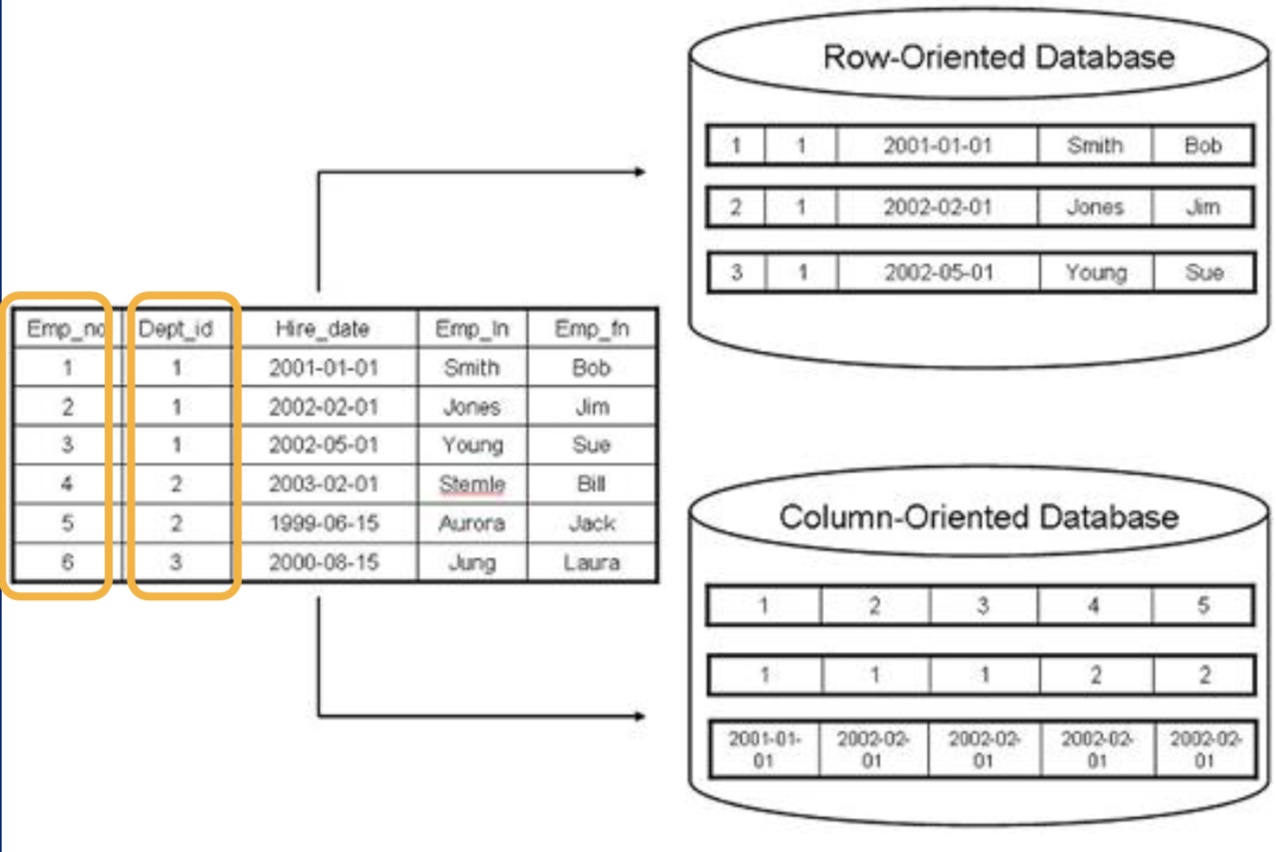 Row-Oriented Database
1 1 2001-01-01 Smith Bob
2 1 2002-02-01 Jones Jim
3 1 2002-05-01 Young Sue
Emp_no Dept_id Hire_date Emp_ln Emp_fn
1 1 2001-01-01 Smith Bob
2 1 2002-02-01 Jones Jim
3 1 2002-05-01 Young Sue
4 2 2003-02-01 Stemle Bill
5 2 1999-06-15 Aurora Jack
6 3 2000-08-15 Jung Laura
Column-Oriented Database
1 2 3 4 5
1 1 1 2 2
2001-01- 2002-02- 2002-02- 2002-02- 2002-02-
01 01 01 01 01